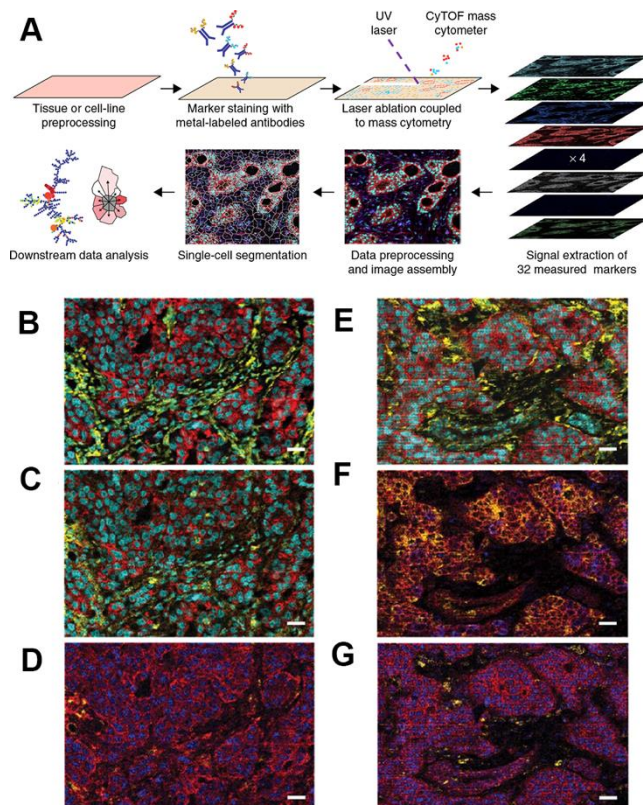 A
UV
laser
CyTOF mass
cytometer
Tissue or cell-line
preprocessing
Marker staining with
metal-labeled antibodies
Laser ablation coupled
to mass cytometry
× 4
Downstream data analysis
Single-cell segmentation
Data preprocessing
and image assembly
Signal extraction of
32 measured markers
B
E
C
F
D
G